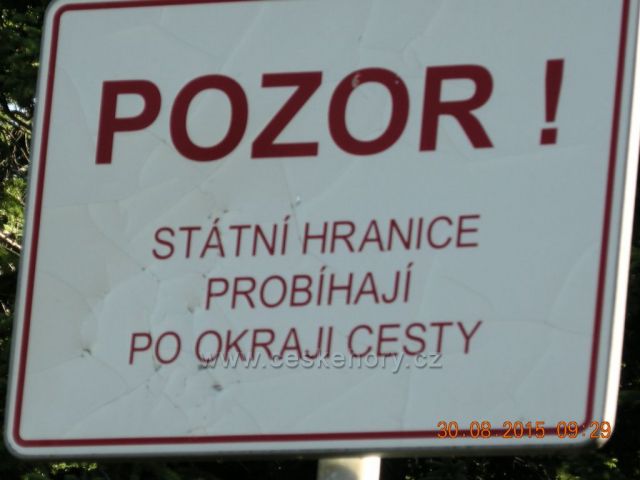 POZOR !
STÁTNÍ HRANICE
PROBÍHAJÍ
PO OKRAJI CESTY
www.ceskehory.cz
30.08.2015 09:29